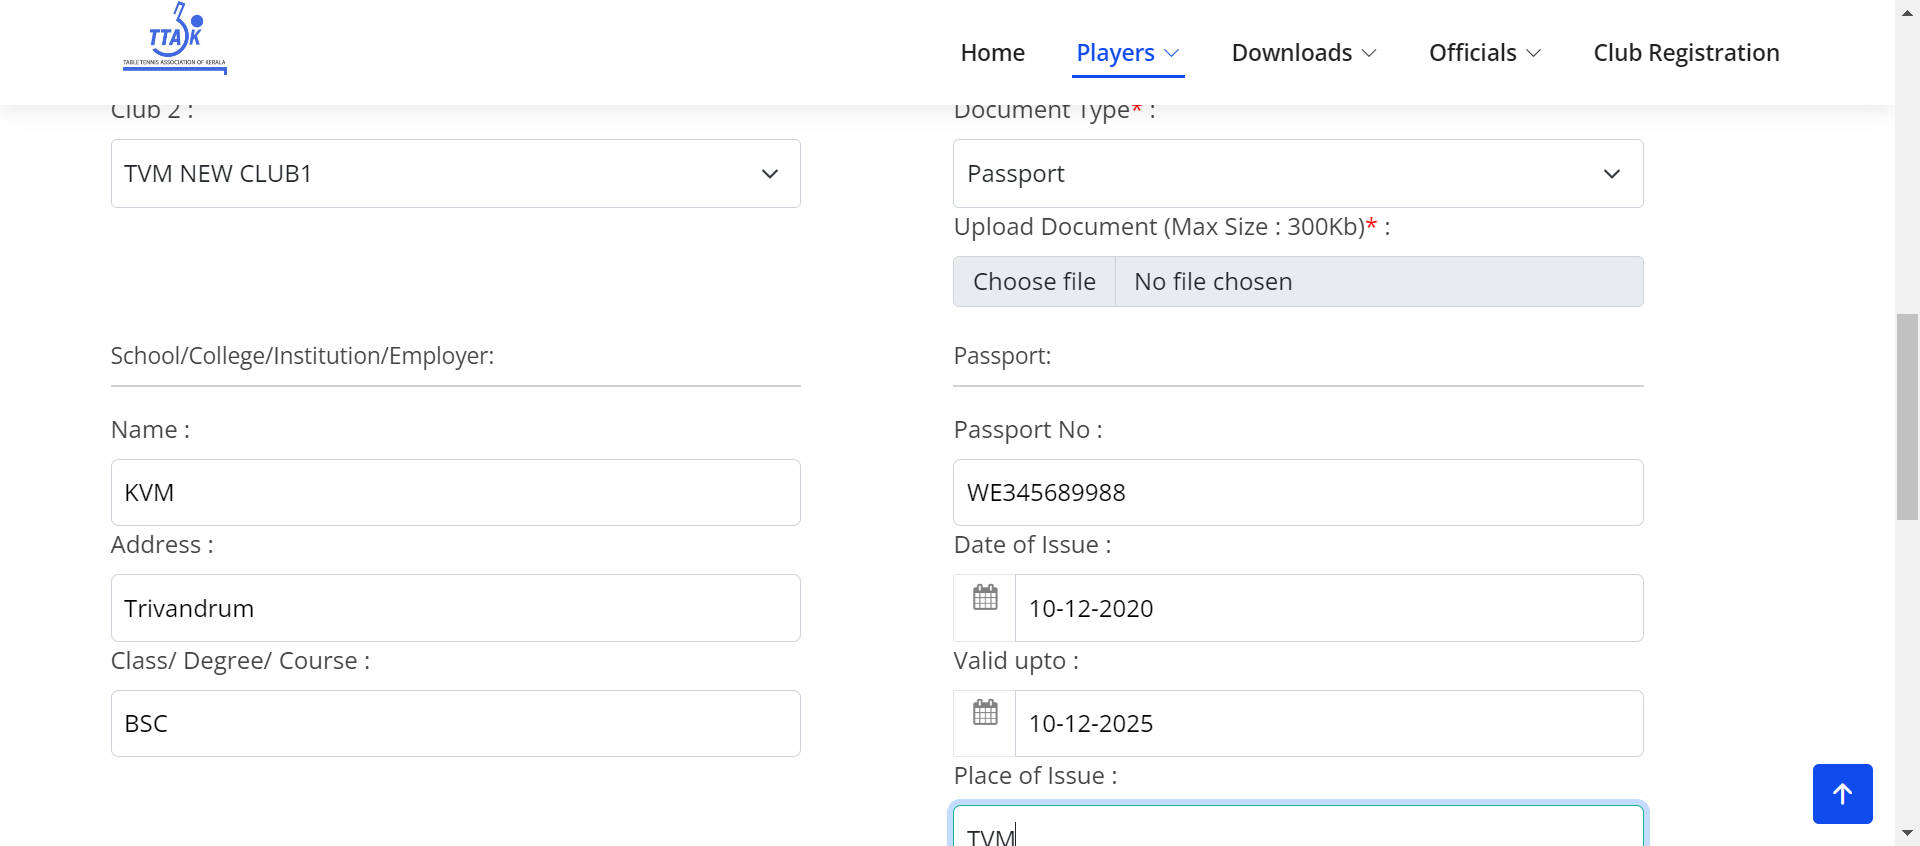 TTAK
TABLE TENNIS ASSOCIATION OF KERALA
Home
Players
Downloads
Officials
Club Registration
Club 2 :
TVM NEW CLUB1
Document Type* :
Passport
Upload Document (Max Size : 300Kb)* :
Choose file
No file chosen
School/College/Institution/Employer:
Name :
KVM
Address :
Trivandrum
Class/ Degree/ Course :
BSC
Passport:
Passport No :
WE345689988
Date of Issue :
10-12-2020
Valid upto :
10-12-2025
Place of Issue :
TVM